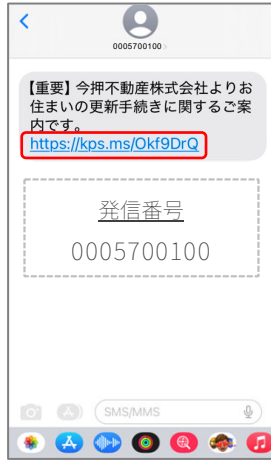 0005700100
【重要】今押不動産株式会社よりお
住まいの更新手続きに関するご案
内です。
https://kps.ms/Okf9DrQ
発信番号
0005700100
SMS/MMS